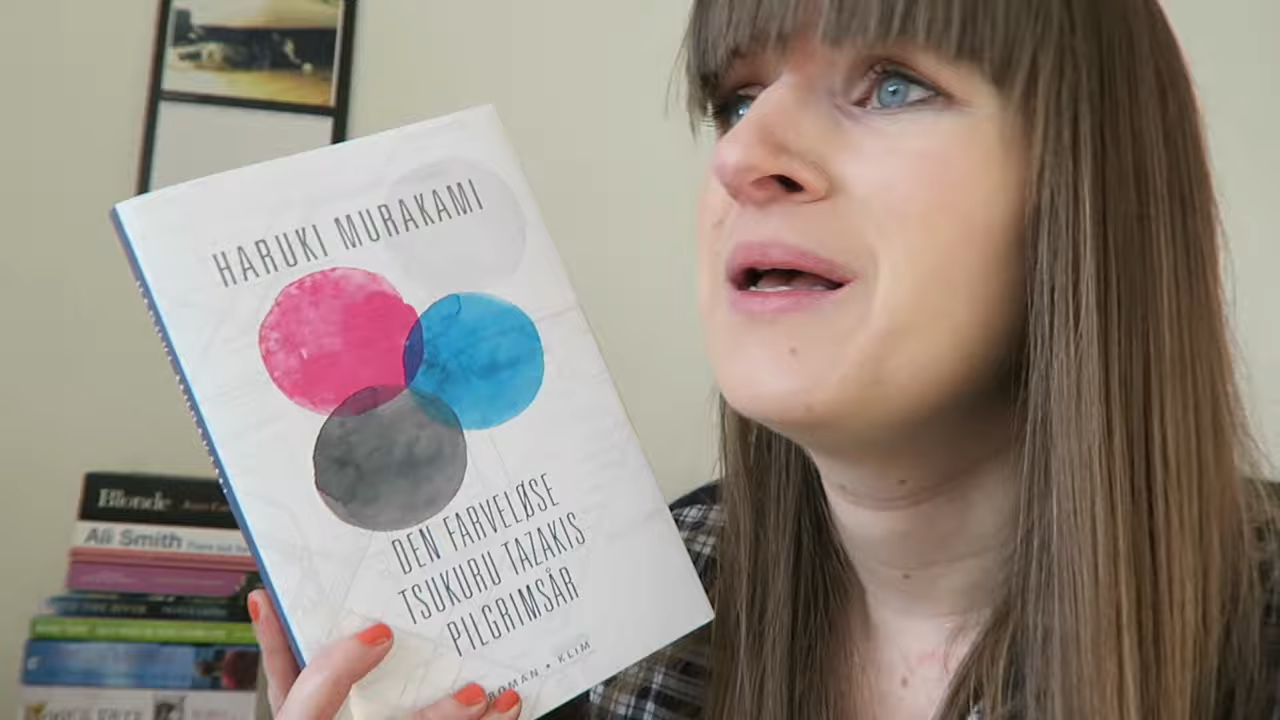 HARUKI MURAKAMI
DEN FARVELØSE
TSUKURU TAZAKIS
PILGRIMSÅR
ROMAN • KLIM
Blonde
Ali Smith